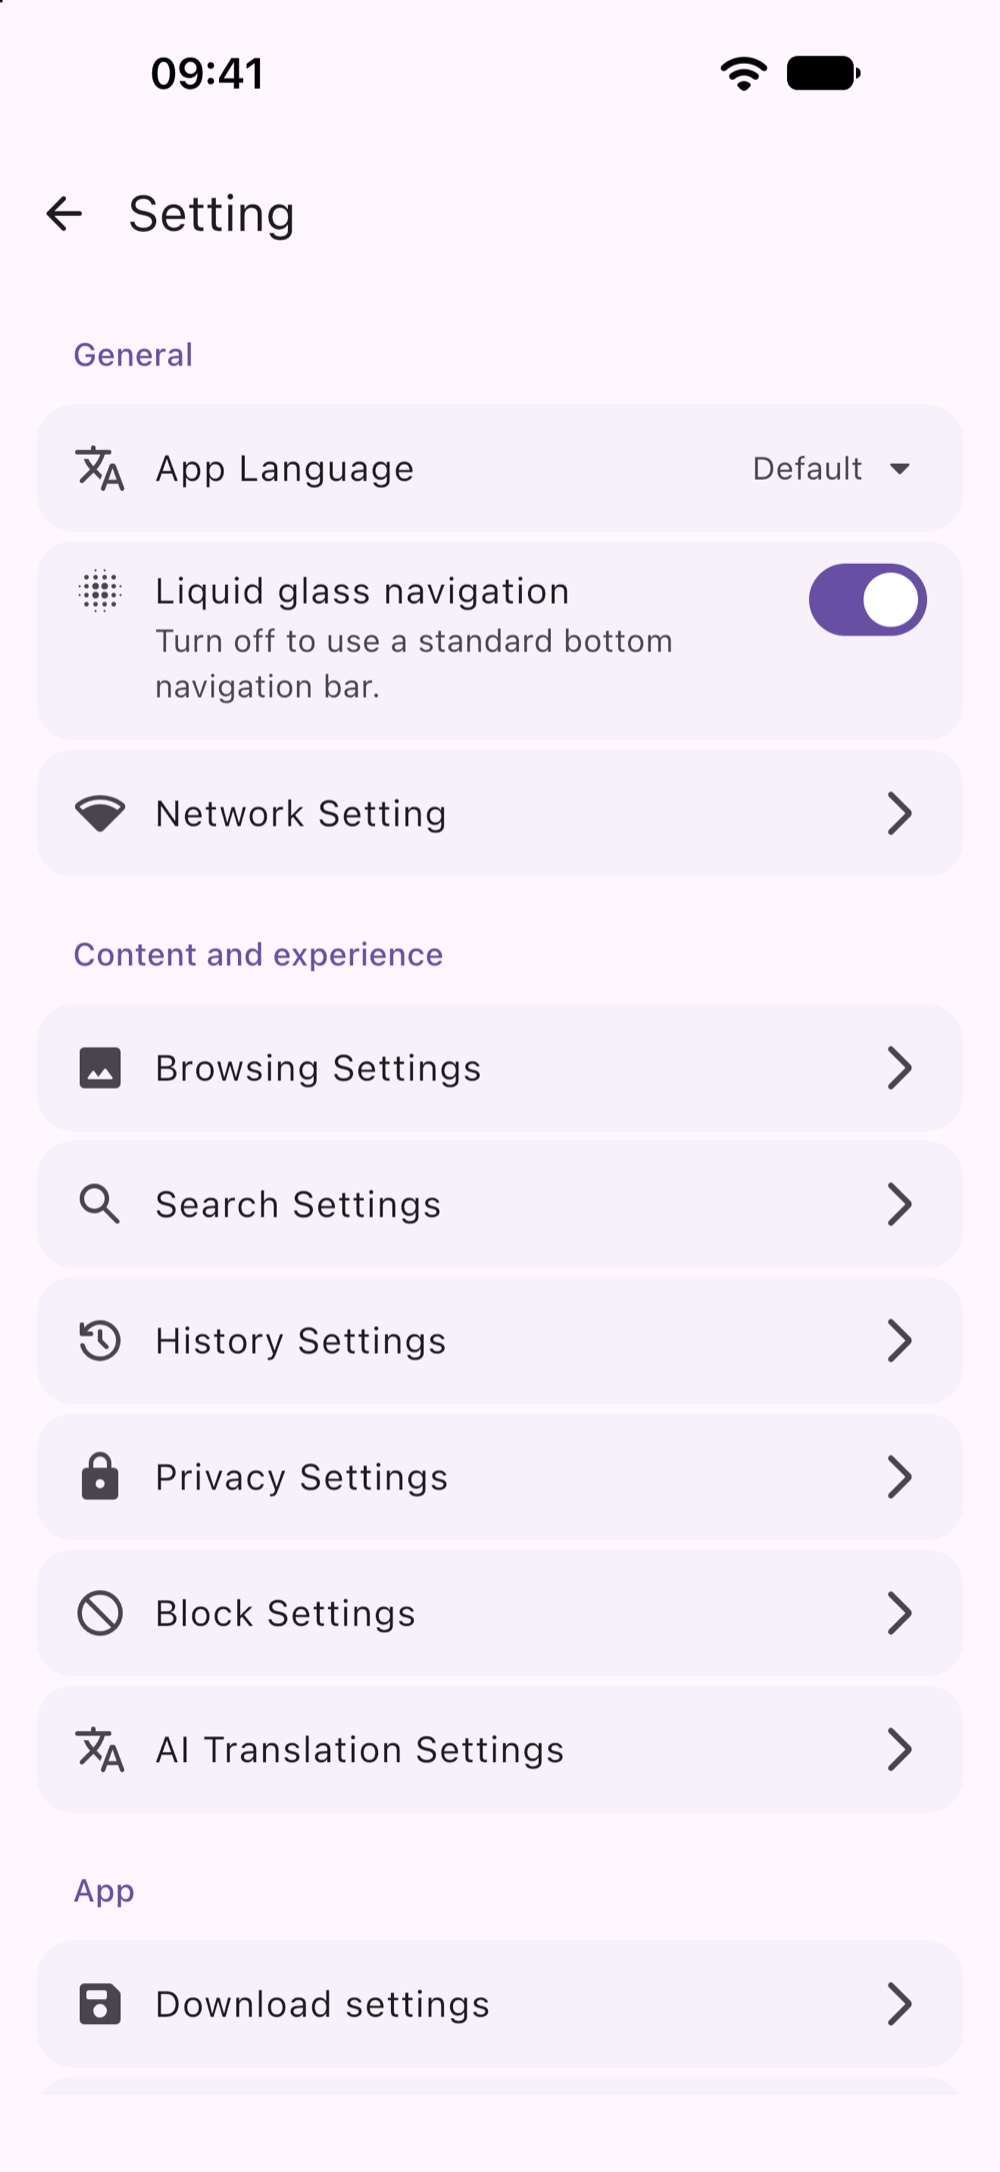 09:41
Setting
General
App Language
Default
Liquid glass navigation
Turn off to use a standard bottom
navigation bar.
Network Setting
Content and experience
Browsing Settings
Search Settings
History Settings
Privacy Settings
Block Settings
AI Translation Settings
App
Download settings